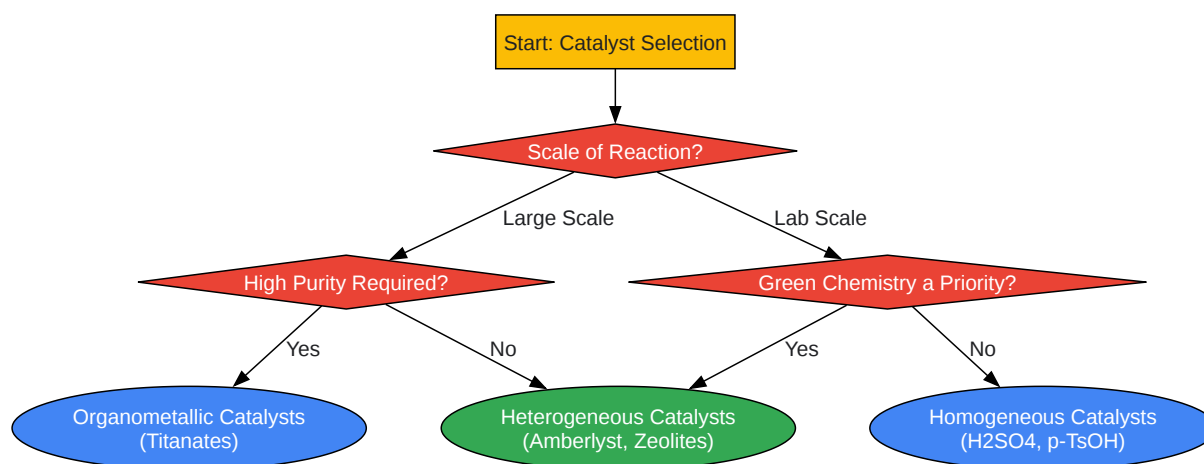 Start: Catalyst Selection
Scale of Reaction?
Large Scale
Lab Scale
High Purity Required?
Green Chemistry a Priority?
Yes
No
Yes
No
Organometallic Catalysts
(Titanates)
Heterogeneous Catalysts
(Amberlyst, Zeolites)
Homogeneous Catalysts
(H2SO4, p-TsOH)